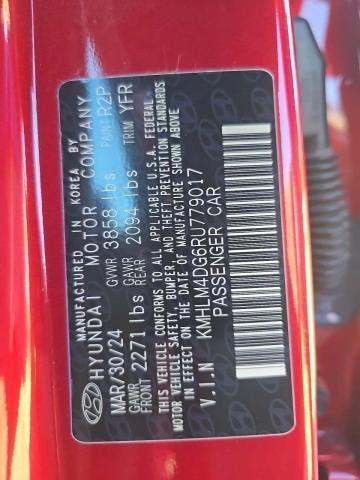 MANUFACTURED IN KOREA BY
HYUNDAI MOTOR COMPANY
MAR/30/24 GVWR 3858 lbs PAINT R2P
GAWR FRONT 2271 lbs GAWR REAR 2094 lbs TRIM YFR
THIS VEHICLE CONFORMS TO ALL APPLICABLE U.S.A. FEDERAL
MOTOR VEHICLE SAFETY, BUMPER, AND THEFT PREVENTION STANDARDS
IN EFFECT ON THE DATE OF MANUFACTURE SHOWN ABOVE
V.I.N KMHLM4DG6RU779017
PASSENGER CAR